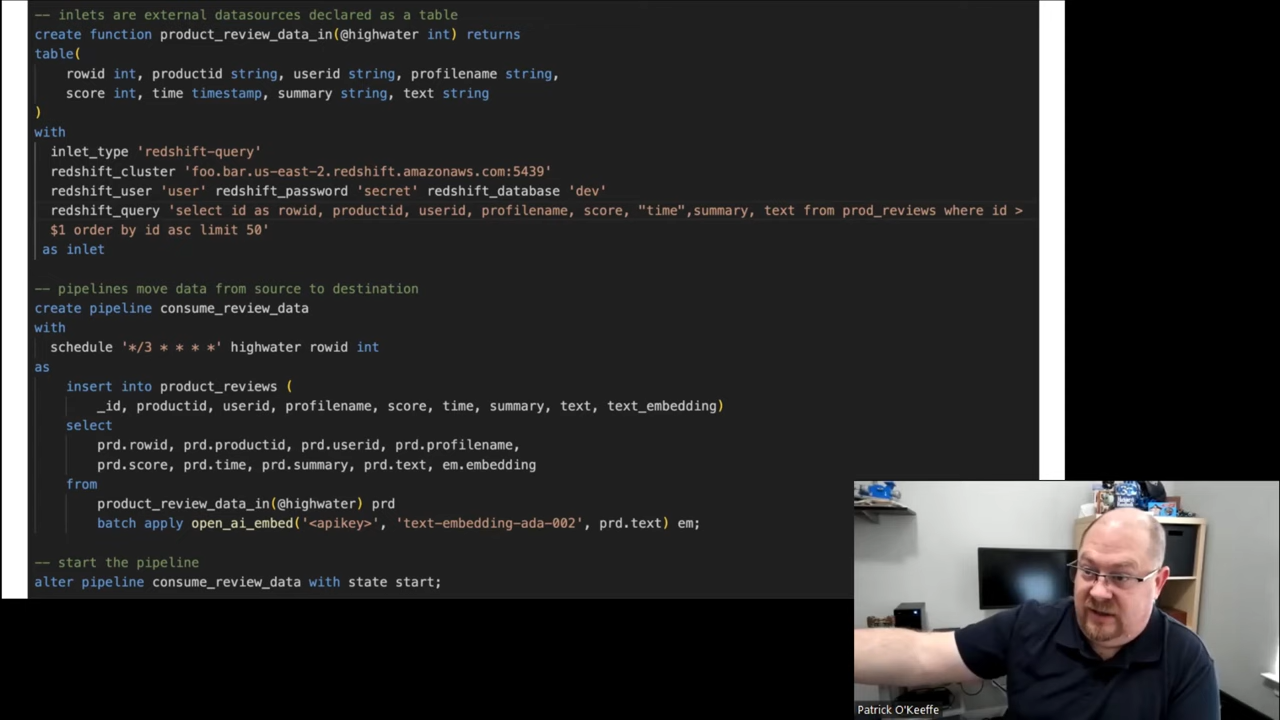 -- inlets are external datasources declared as a table
create function product_review_data_in(@highwater int) returns
table(
rowid int, productid string, userid string, profilename string,
score int, time timestamp, summary string, text string
)
with
inlet_type 'redshift-query'
redshift_cluster 'foo.bar.us-east-2.redshift.amazonaws.com:5439'
redshift_user 'user' redshift_password 'secret' redshift_database 'dev'
redshift_query 'select id as rowid, productid, userid, profilename, score, "time",summary, text from prod_reviews where id >
$1 order by id asc limit 50'
as inlet
-- pipelines move data from source to destination
create pipeline consume_review_data
with
schedule '*/3 * * * *' highwater rowid int
as
insert into product_reviews (
_id, productid, userid, profilename, score, time, summary, text, text_embedding)
select
prd.rowid, prd.productid, prd.userid, prd.profilename,
prd.score, prd.time, prd.summary, prd.text, em.embedding
from
product_review_data_in(@highwater) prd
batch apply open_ai_embed('<apikey>', 'text-embedding-ada-002', prd.text) em;
-- start the pipeline
alter pipeline consume_review_data with state start;
Patrick O'Keeffe